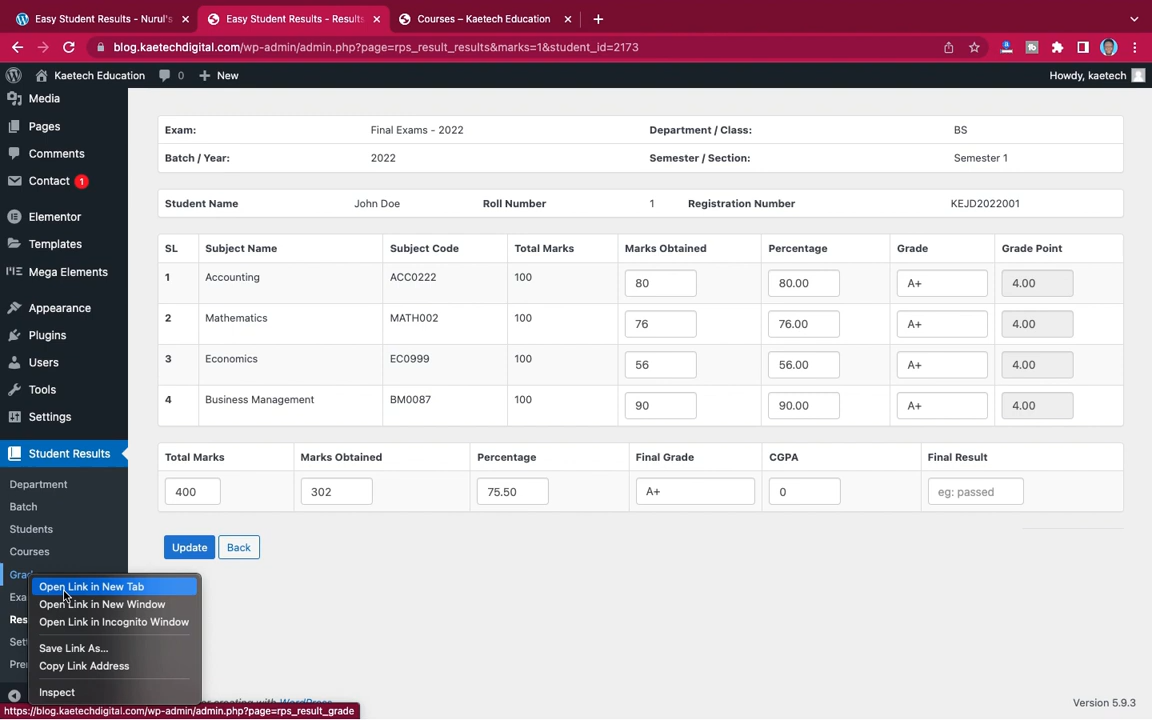 Easy Student Results - Nurul's
Easy Student Results - Results
Courses – Kaetech Education
blog.kaetechdigital.com/wp-admin/admin.php?page=rps_result_results&marks=1&student_id=2173
Kaetech Education
0
New
Howdy, kaetech
Media
Pages
Comments
Contact 1
Elementor
Templates
Mega Elements
Appearance
Plugins
Users
Tools
Settings
Student Results
Department
Batch
Students
Courses
Open Link in New Tab
Open Link in New Window
Open Link in Incognito Window
Save Link As...
Copy Link Address
Inspect
https://blog.kaetechdigital.com/wp-admin/admin.php?page=rps_result_grade
Exam: Final Exams - 2022 Department / Class: BS
Batch / Year: 2022 Semester / Section: Semester 1
Student Name John Doe Roll Number 1 Registration Number KEJD2022001
SL Subject Name Subject Code Total Marks Marks Obtained Percentage Grade Grade Point
1 Accounting ACC0222 100 80 80.00 A+ 4.00
2 Mathematics MATH002 100 76 76.00 A+ 4.00
3 Economics EC0999 100 56 56.00 A+ 4.00
4 Business Management BM0087 100 90 90.00 A+ 4.00
Total Marks Marks Obtained Percentage Final Grade CGPA Final Result
400 302 75.50 A+ 0 eg: passed
Update Back
creating with WordPress
Version 5.9.3